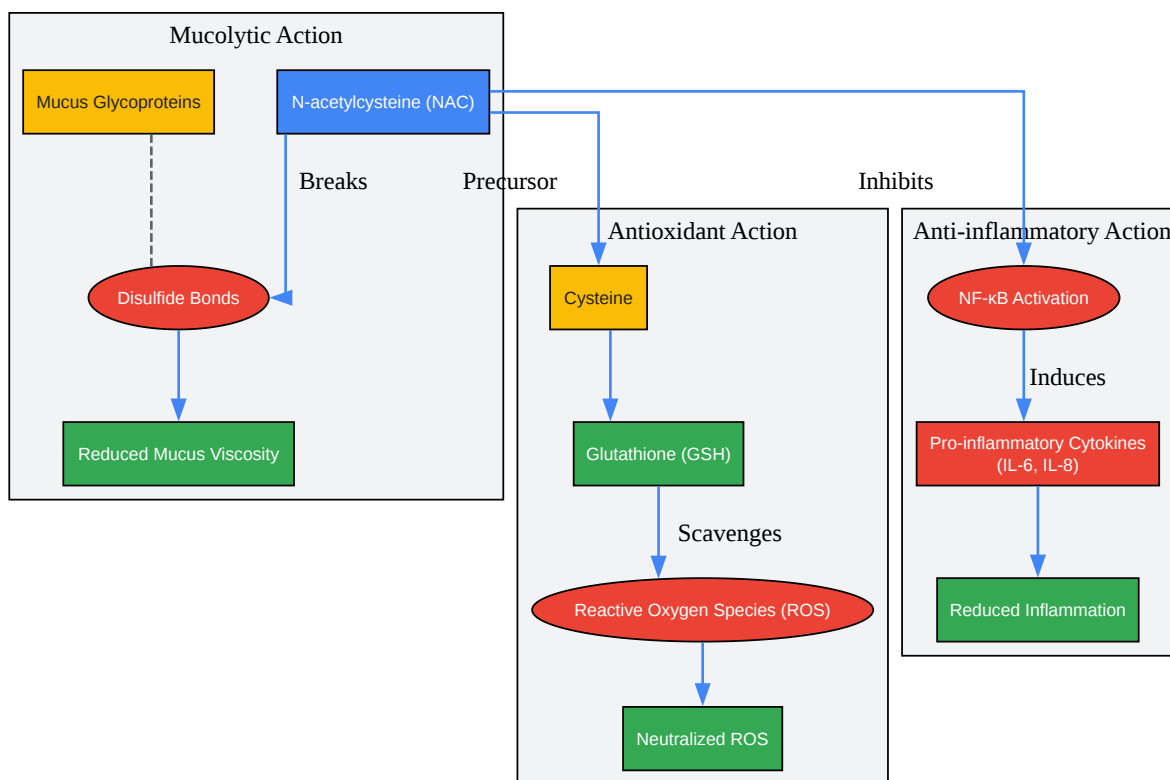 Mucolytic Action
Mucus Glycoproteins
N-acetylcysteine (NAC)
Breaks
Precursor
Inhibits
Disulfide Bonds
Reduced Mucus Viscosity
Antioxidant Action
Cysteine
Glutathione (GSH)
Scavenges
Reactive Oxygen Species (ROS)
Neutralized ROS
Anti-inflammatory Action
NF-κB Activation
Induces
Pro-inflammatory Cytokines
(IL-6, IL-8)
Reduced Inflammation